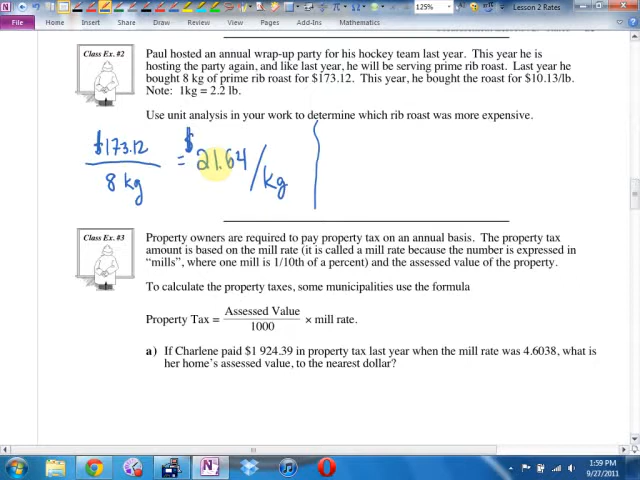 Lesson 2 Rates
Insert View Drawing Add-Ins Mathematics
125%
Class Ex. #2
Paul hosted an annual wrap-up party for his hockey team last year. This year he is
hosting the party again, and like last year, he will be serving prime rib roast. Last year he
bought 8 kg of prime rib roast for $173.12. This year, he bought the roast for $10.13/lb.
Note: 1kg = 2.2 lb.
Use unit analysis in your work to determine which rib roast was more expensive.
$173.12
8 kg
= $21.64/kg
Class Ex. #3
Property owners are required to pay property tax on an annual basis. The property tax
amount is based on the mill rate (it is called a mill rate because the number is expressed in
“mills”, where one mill is 1/10th of a percent) and the assessed value of the property.
To calculate the property taxes, some municipalities use the formula
Property Tax = Assessed Value / 1000 × mill rate.
a) If Charlene paid $1 924.39 in property tax last year when the mill rate was 4.6038, what is
her home's assessed value, to the nearest dollar?
1:59 PM
9/27/2011